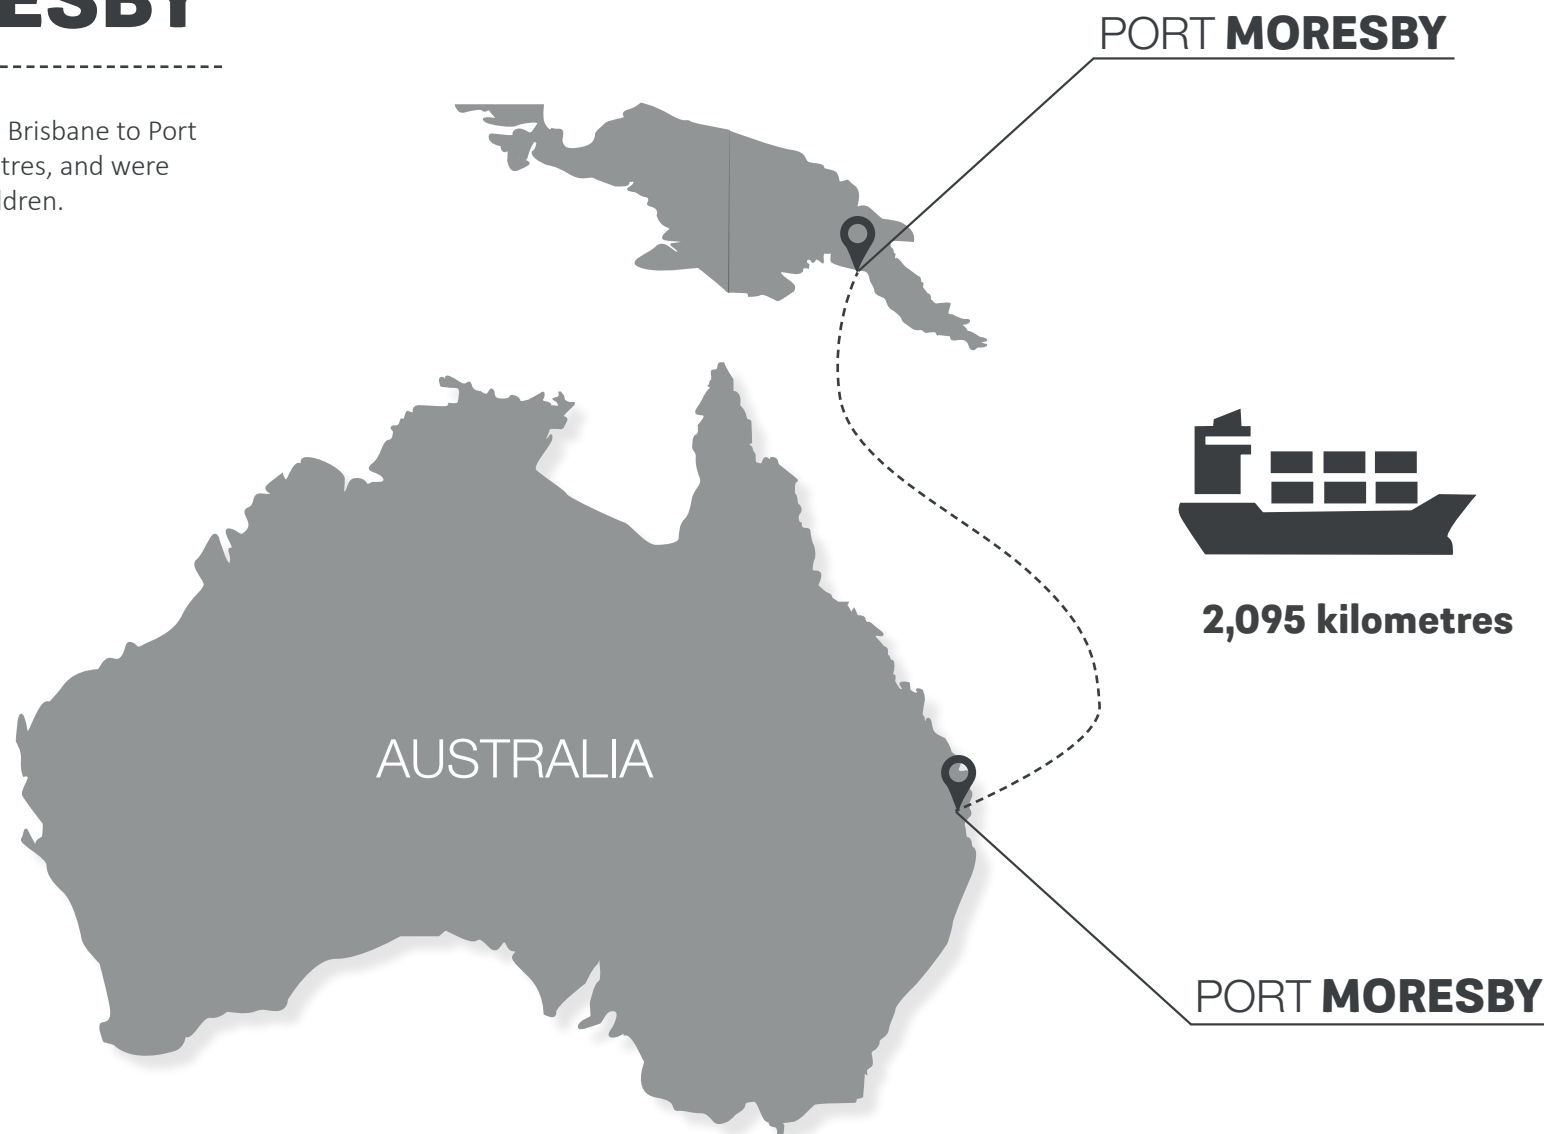 ESBY
PORT MORESBY
Brisbane to Port
tres, and were
ldren.
2,095 kilometres
AUSTRALIA
PORT MORESBY